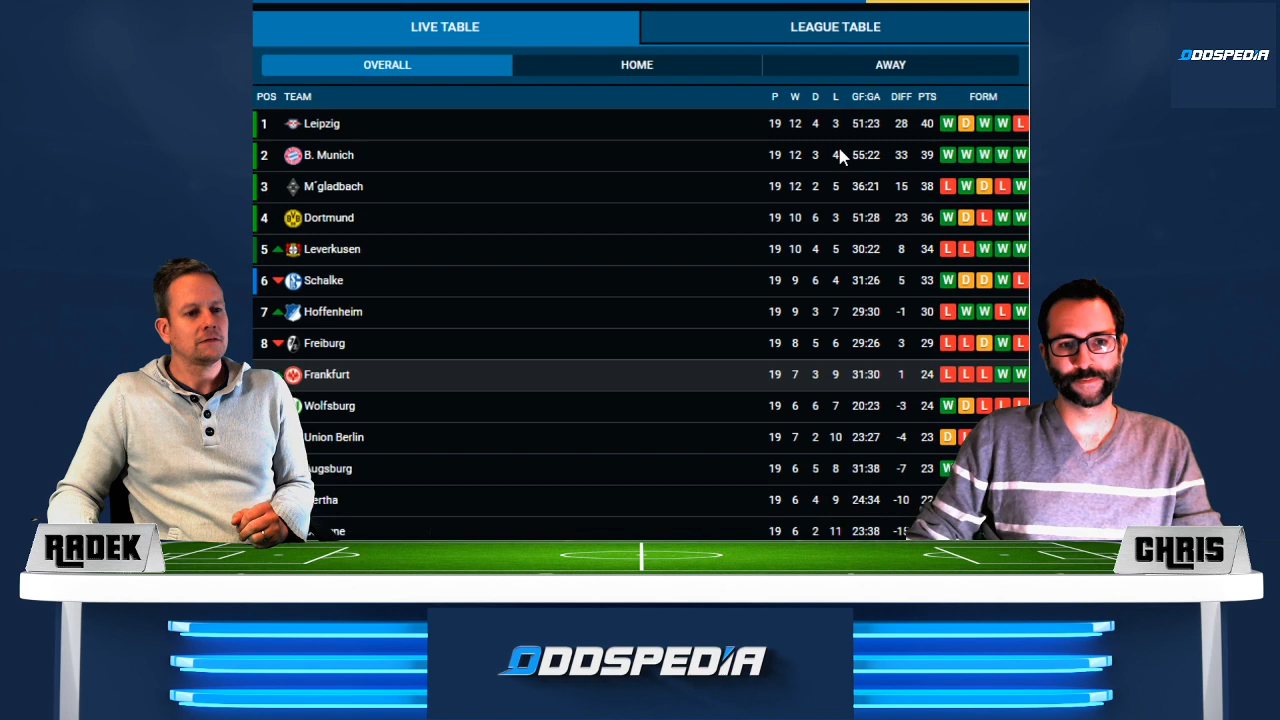 LIVE TABLE LEAGUE TABLE
ODDSPEDIA
OVERALL HOME AWAY
POS TEAM P W D L GF:GA DIFF PTS FORM
1 Leipzig 19 12 4 3 51:23 28 40 W D W W L
2 B. Munich 19 12 3 4 55:22 33 39 W W W W W
3 M´gladbach 19 12 2 5 36:21 15 38 L W D L W
4 Dortmund 19 10 6 3 51:28 23 36 W D L W W
5 Leverkusen 19 10 4 5 30:22 8 34 L L W W W
6 Schalke 19 9 6 4 31:26 5 33 W D D W L
7 Hoffenheim 19 9 3 7 29:30 -1 30 L W W L W
8 Freiburg 19 8 5 6 29:26 3 29 L L D W L
Frankfurt 19 7 3 9 31:30 1 24 L L L W W
Wolfsburg 19 6 6 7 20:23 -3 24 W D L L L
Union Berlin 19 7 2 10 23:27 -4 23 D L
Augsburg 19 6 5 8 31:38 -7 23 W
ertha 19 6 4 9 24:34 -10 22
ne 19 6 2 11 23:38 -15
RADEK CHRIS
ODDSPEDIA